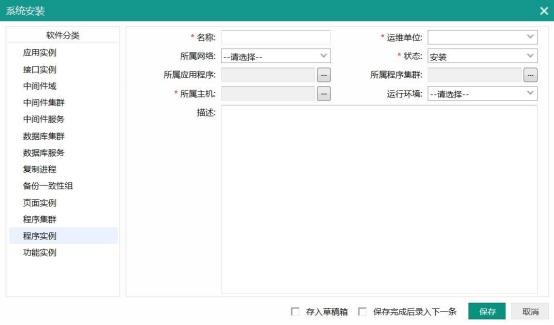 系统安装
软件分类
应用实例
接口实例
中间件域
中间件集群
中间件服务
数据库集群
数据库服务
复制进程
备份一致性组
页面实例
程序集群
程序实例
功能实例
* 名称:
* 运维单位:
所属网络: --请选择--
* 状态: 安装
所属应用程序: ...
所属程序集群: ...
* 所属主机: ...
运行环境: --请选择--
描述:
存入草稿箱 保存完成后录入下一条 保存 取消